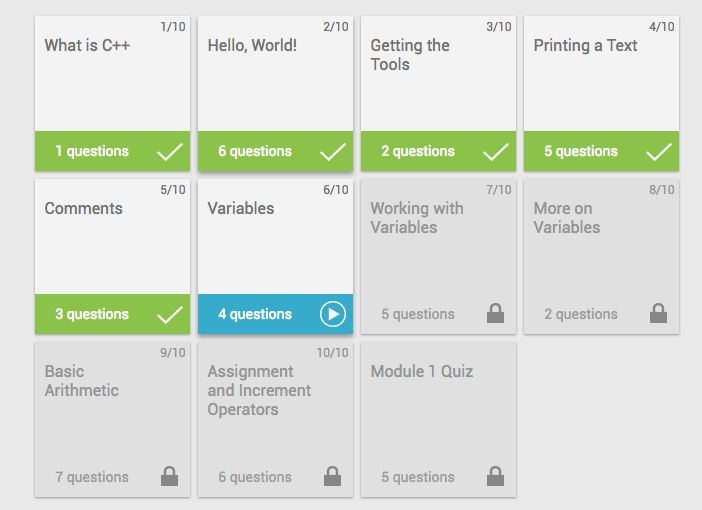 1/10
What is C++
1 questions
2/10
Hello, World!
6 questions
3/10
Getting the
Tools
2 questions
4/10
Printing a Text
5 questions
5/10
Comments
3 questions
6/10
Variables
4 questions
7/10
Working with
Variables
5 questions
8/10
More on
Variables
2 questions
9/10
Basic
Arithmetic
7 questions
10/10
Assignment
and Increment
Operators
6 questions
Module 1 Quiz
5 questions